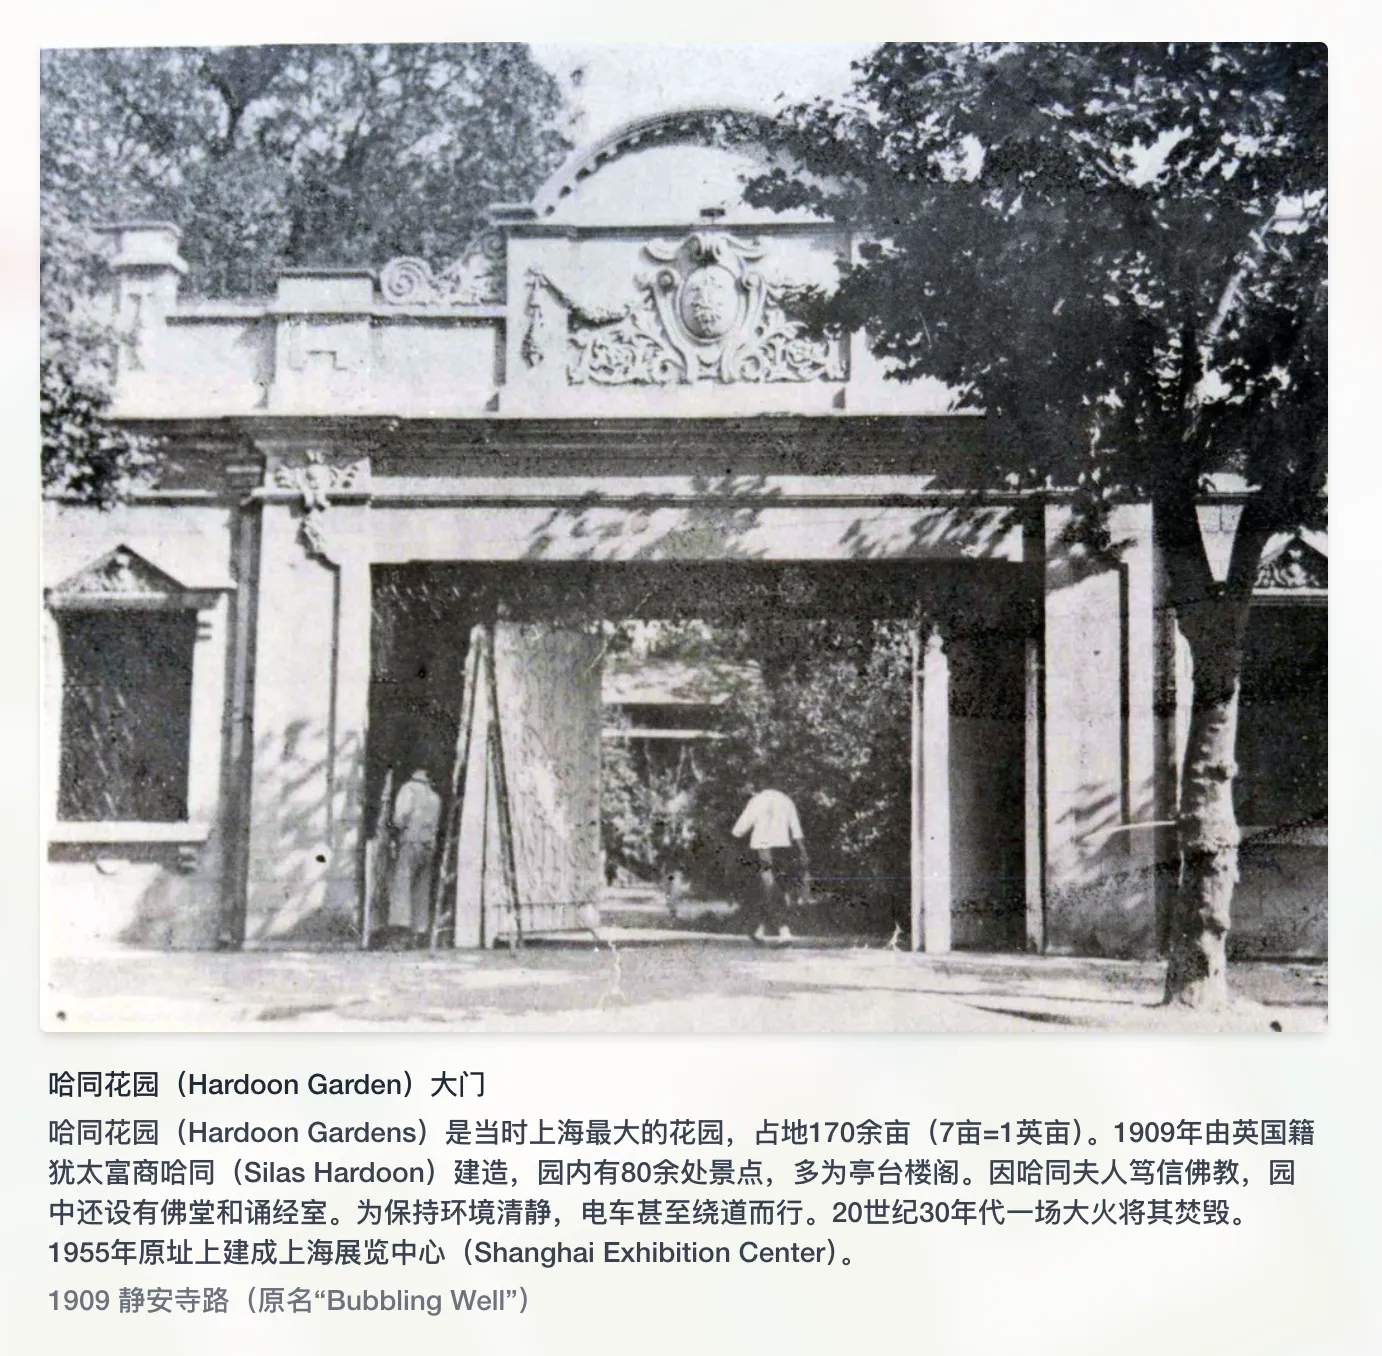 哈同花园（Hardoon Garden）大门
哈同花园（Hardoon Gardens）是当时上海最大的花园，占地170余亩（7亩=1英亩）。1909年由英国籍
犹太富商哈同（Silas Hardoon）建造，园内有80余处景点，多为亭台楼阁。因哈同夫人笃信佛教，园
中还设有佛堂和诵经室。为保持环境清静，电车甚至绕道而行。20世纪30年代一场大火将其焚毁。
1955年原址上建成上海展览中心（Shanghai Exhibition Center）。
1909 静安寺路（原名“Bubbling Well”）